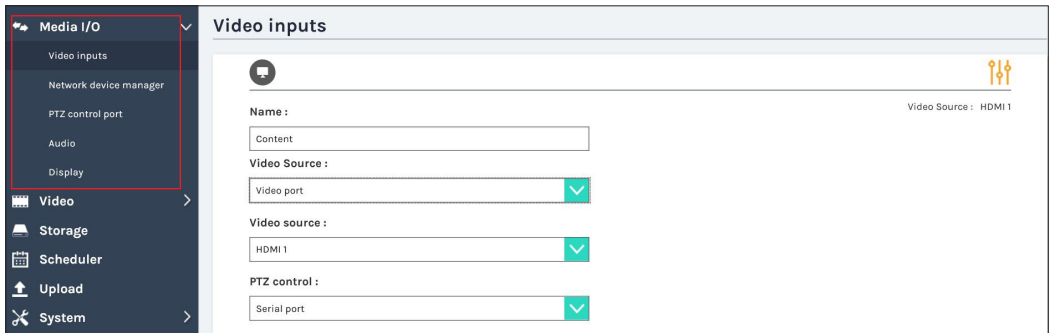 Media I/O
Video inputs
Network device manager
PTZ control port
Audio
Display
Video
Storage
Scheduler
Upload
System
Video inputs
Video Source : HDMI 1
Name :
Content
Video Source :
Video port
Video source :
HDMI 1
PTZ control :
Serial port